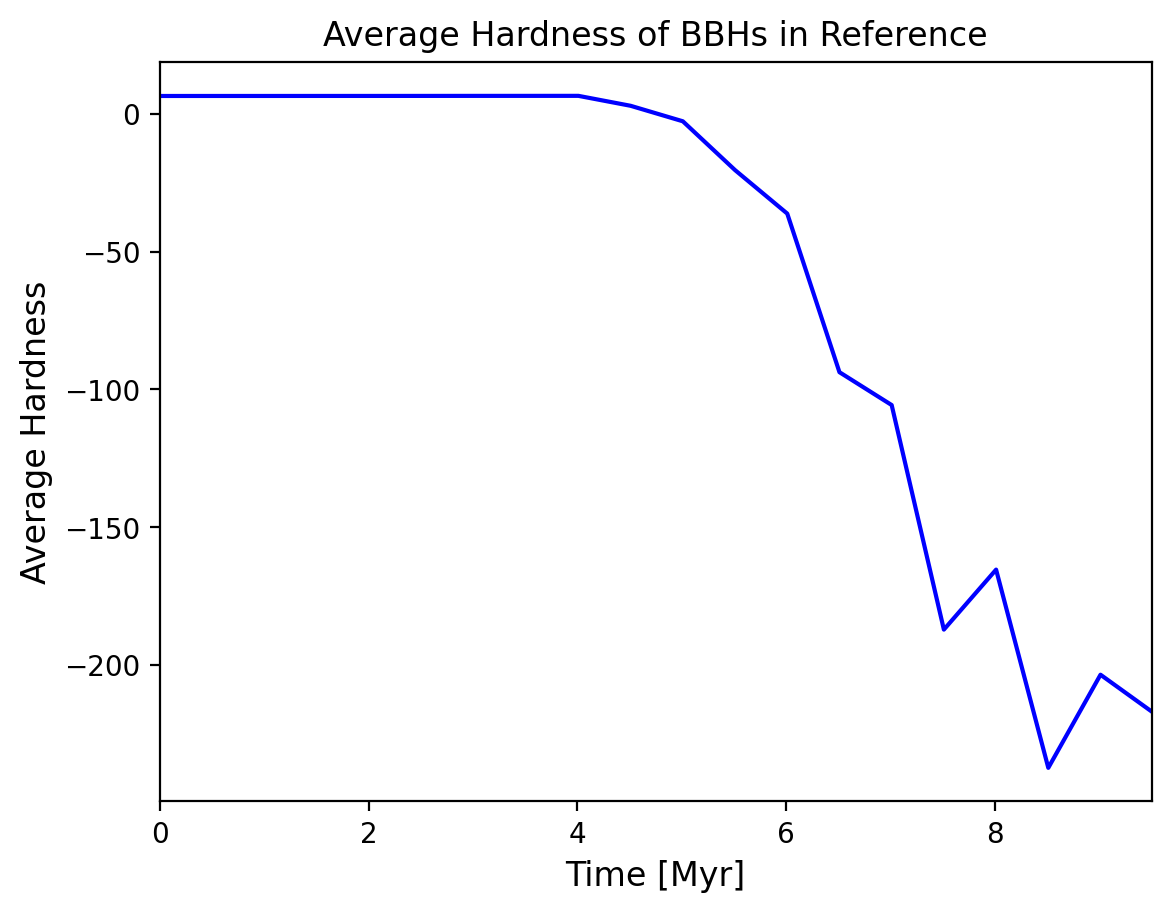 Average Hardness of BBHs in Reference
0
−50
−100
−150
−200
Average Hardness
0 2 4 6 8
Time [Myr]